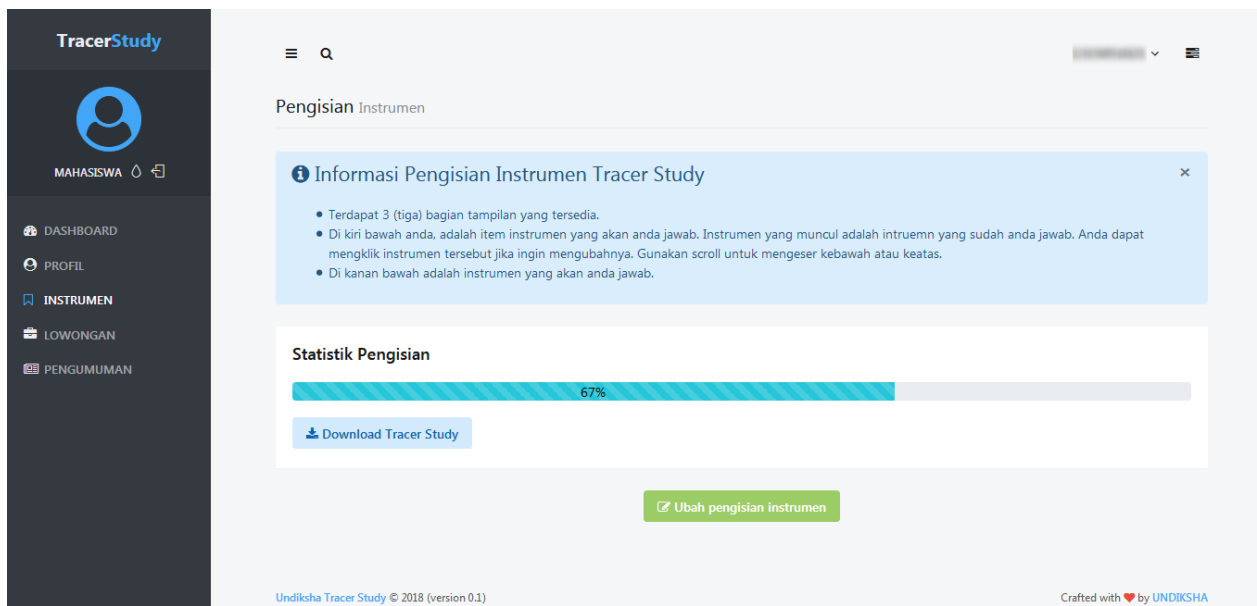 TracerStudy
MAHASISWA
DASHBOARD
PROFIL
INSTRUMEN
LOWONGAN
PENGUMUMAN
Pengisian Instrumen
Informasi Pengisian Instrumen Tracer Study
×
Terdapat 3 (tiga) bagian tampilan yang tersedia.
Di kiri bawah anda, adalah item instrumen yang akan anda jawab. Instrumen yang muncul adalah intruemn yang sudah anda jawab. Anda dapat
mengklik instrumen tersebut jika ingin mengubahnya. Gunakan scroll untuk mengeser kebawah atau keatas.
Di kanan bawah adalah instrumen yang akan anda jawab.
Statistik Pengisian
67%
Download Tracer Study
Ubah pengisian instrumen
Undiksha Tracer Study © 2018 (version 0.1)
Crafted with ❤ by UNDIKSHA